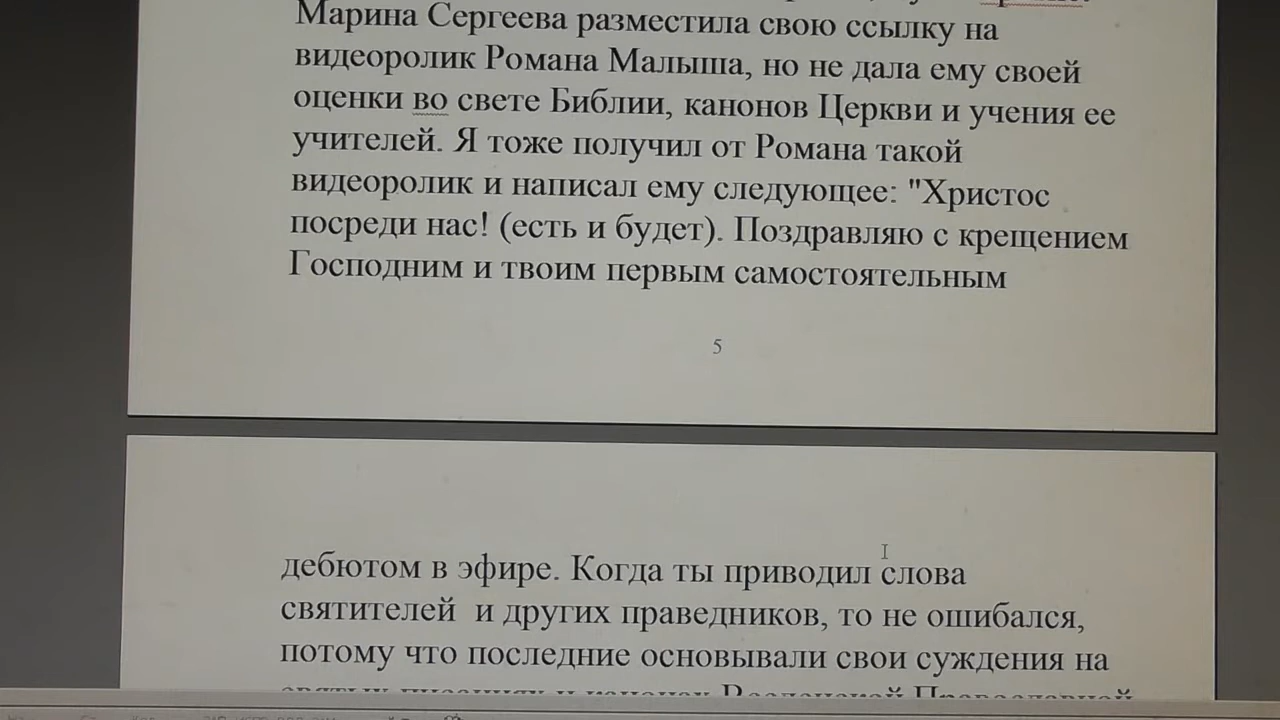 Марина Сергеева разместила свою ссылку на
видеоролик Романа Малыша, но не дала ему своей
оценки во свете Библии, канонов Церкви и учения ее
учителей. Я тоже получил от Романа такой
видеоролик и написал ему следующее: "Христос
посреди нас! (есть и будет). Поздравляю с крещением
Господним и твоим первым самостоятельным
5
дебютом в эфире. Когда ты приводил слова
святителей  и других праведников, то не ошибался,
потому что последние основывали свои суждения на